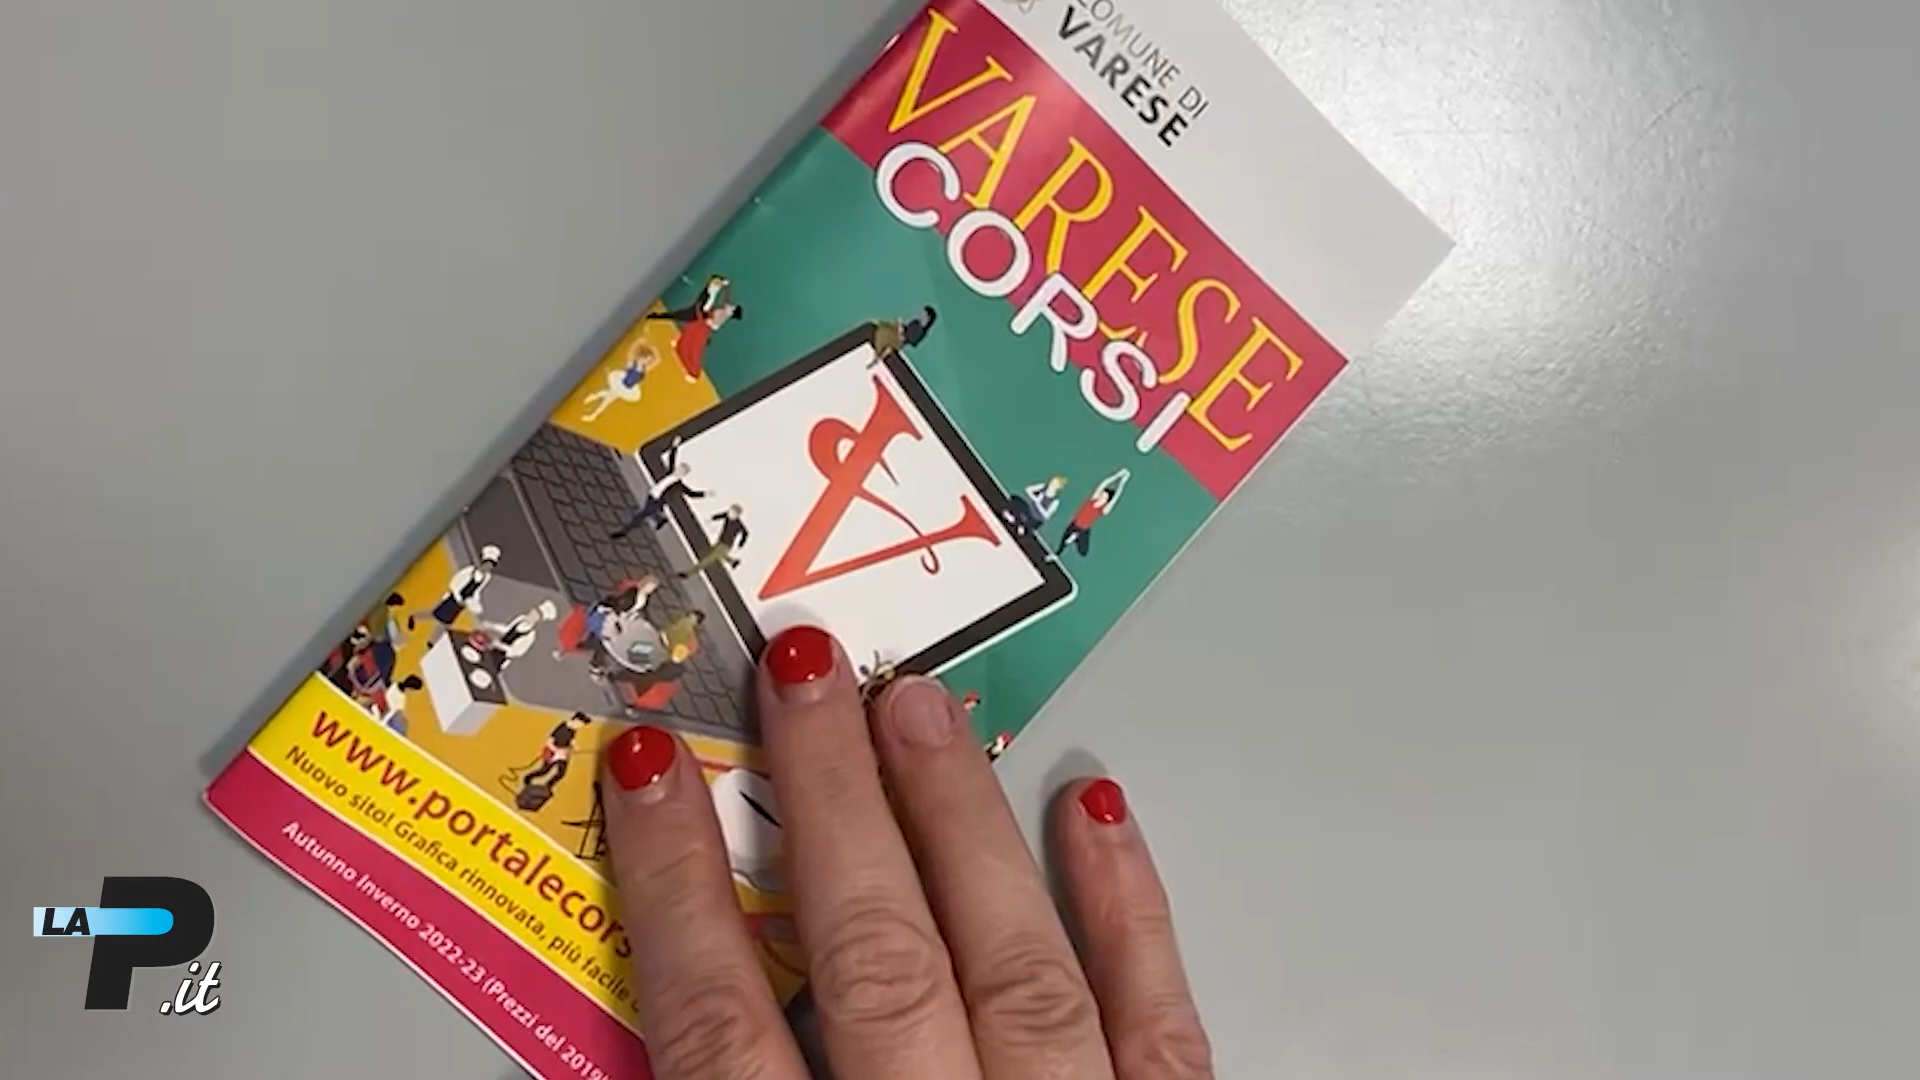 COMUNE DI
VARESE
VARESE
CORSI
www.portalecors
Nuovo sito! Grafica rinnovata, più facile
Autunno Inverno 2022-23 (Prezzi del 2019!
LA P.it